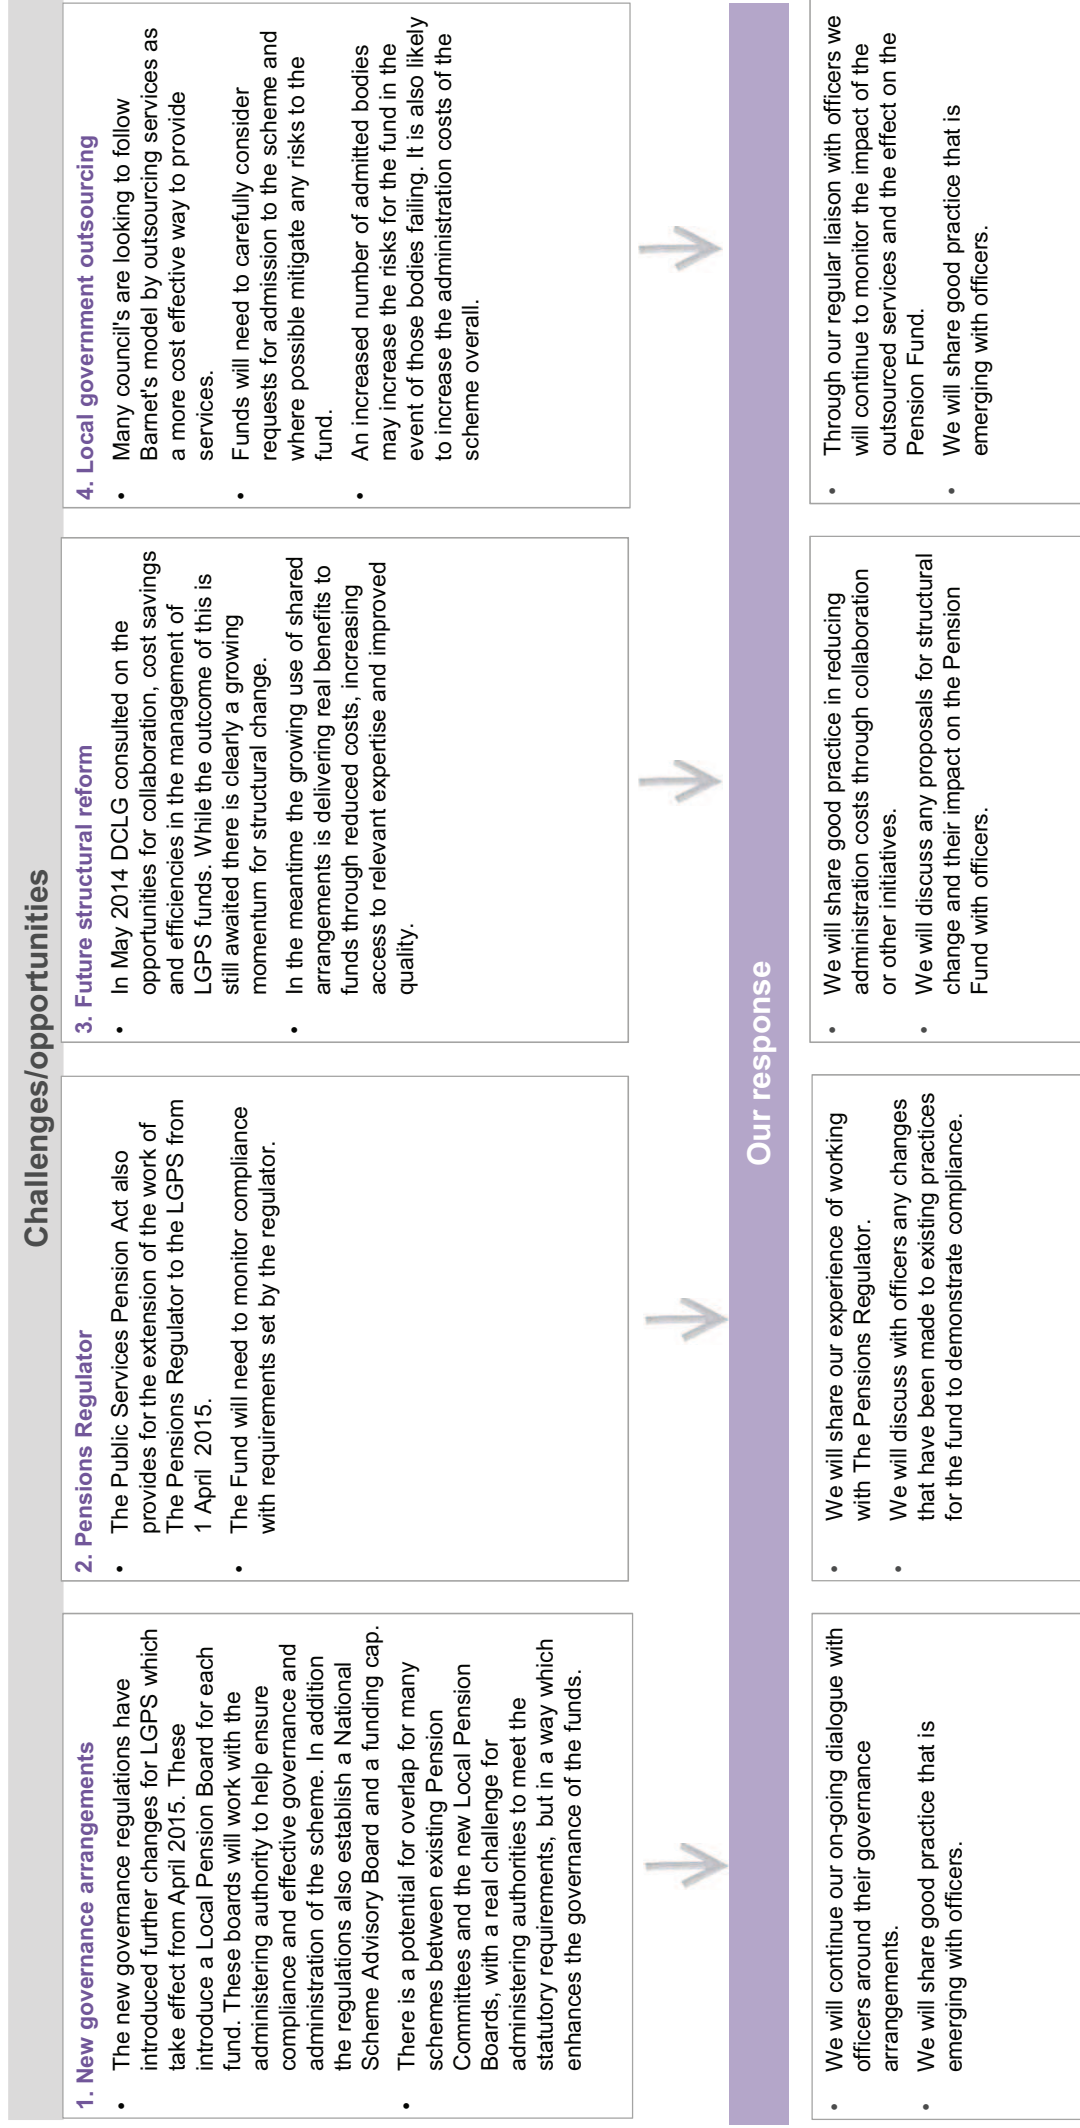 Challenges/opportunities
1. New governance arrangements
• The new governance regulations have
introduced further changes for LGPS which
take effect from April 2015. These
introduce a Local Pension Board for each
fund. These boards will work with the
administering authority to help ensure
compliance and effective governance and
administration of the scheme. In addition
the regulations also establish a National
Scheme Advisory Board and a funding cap.
• There is a potential for overlap for many
schemes between existing Pension
Committees and the new Local Pension
Boards, with a real challenge for
administering authorities to meet the
statutory requirements, but in a way which
enhances the governance of the funds.
2. Pensions Regulator
• The Public Services Pension Act also
provides for the extension of the work of
The Pensions Regulator to the LGPS from
1 April 2015.
• The Fund will need to monitor compliance
with requirements set by the regulator.
3. Future structural reform
• In May 2014 DCLG consulted on the
opportunities for collaboration, cost savings
and efficiencies in the management of
LGPS funds. While the outcome of this is
still awaited there is clearly a growing
momentum for structural change.
• In the meantime the growing use of shared
arrangements is delivering real benefits to
funds through reduced costs, increasing
access to relevant expertise and improved
quality.
4. Local government outsourcing
• Many council's are looking to follow
Barnet's model by outsourcing services as
a more cost effective way to provide
services.
• Funds will need to carefully consider
requests for admission to the scheme and
where possible mitigate any risks to the
fund.
• An increased number of admitted bodies
may increase the risks for the fund in the
event of those bodies failing. It is also likely
to increase the administration costs of the
scheme overall.
Our response
• We will continue our on-going dialogue with
officers around their governance
arrangements.
• We will share good practice that is
emerging with officers.
• We will share our experience of working
with The Pensions Regulator.
• We will discuss with officers any changes
that have been made to existing practices
for the fund to demonstrate compliance.
• We will share good practice in reducing
administration costs through collaboration
or other initiatives.
• We will discuss any proposals for structural
change and their impact on the Pension
Fund with officers.
• Through our regular liaison with officers we
will continue to monitor the impact of the
outsourced services and the effect on the
Pension Fund.
• We will share good practice that is
emerging with officers.